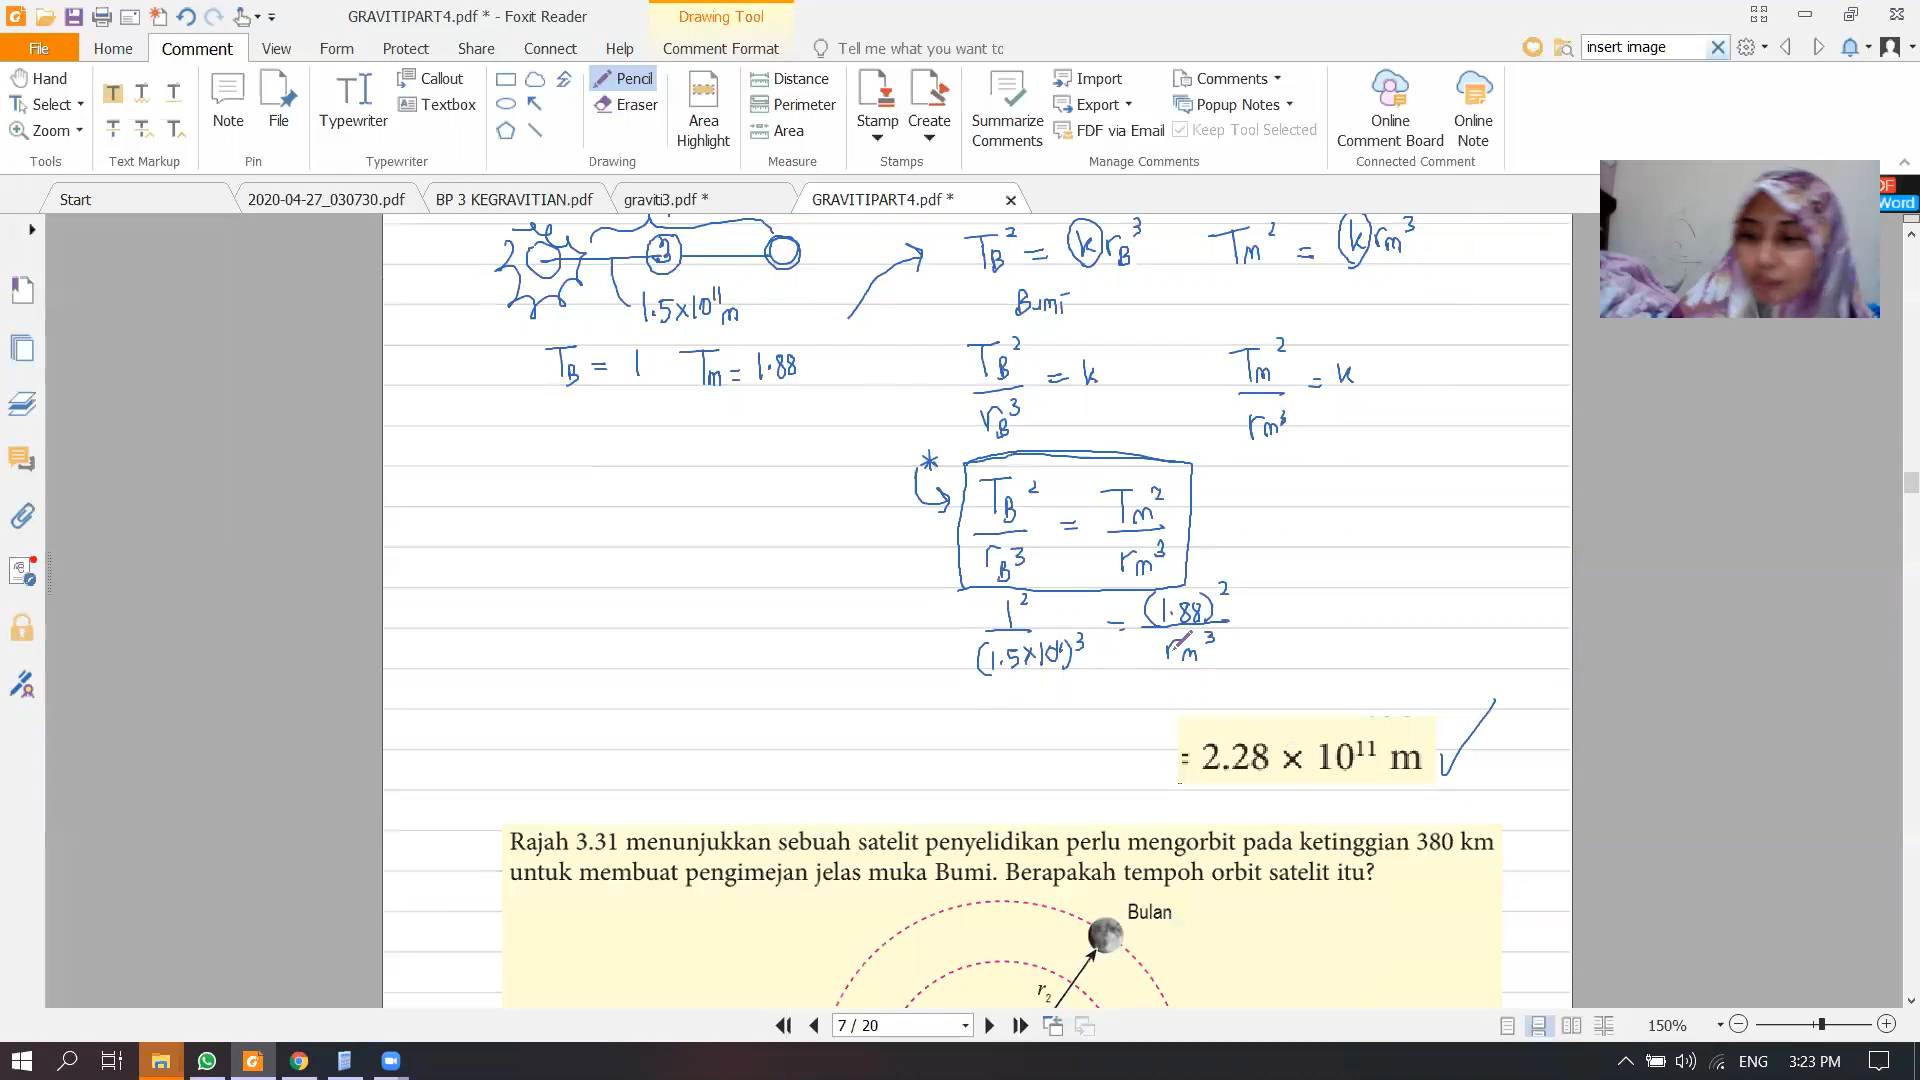 GRAVITIPART4.pdf * - Foxit Reader
Drawing Tool
File Home Comment View Form Protect Share Connect Help Comment Format Tell me what you want to insert image
Hand
Select
Zoom
Tools
Text Markup
Note
File
Pin
Typewriter
Typewriter
Callout
Textbox
Pencil
Eraser
Drawing
Area Highlight
Distance
Perimeter
Area
Measure
Stamp
Create
Stamps
Summarize Comments
Import
Export
FDF via Email
Comments
Popup Notes
Keep Tool Selected
Manage Comments
Online Comment Board
Online Note
Connected Comment
Start 2020-04-27_030730.pdf BP 3 KEGRAVITIAN.pdf graviti3.pdf * GRAVITIPART4.pdf *
Word
T_B² = k r_B³ T_m² = k r_m³
1.5×10¹¹ m
Bumi
T_B = 1 T_m = 1.88
T_B²/r_B³ = k T_m²/r_m³ = k
*
T_B²/r_B³ = T_m²/r_m³
1²/(1.5×10¹¹)³ = (1.88)²/r_m³
= 2.28 × 10¹¹ m
Rajah 3.31 menunjukkan sebuah satelit penyelidikan perlu mengorbit pada ketinggian 380 km
untuk membuat pengimejan jelas muka Bumi. Berapakah tempoh orbit satelit itu?
Bulan
r₂
7 / 20
150%
ENG 3:23 PM